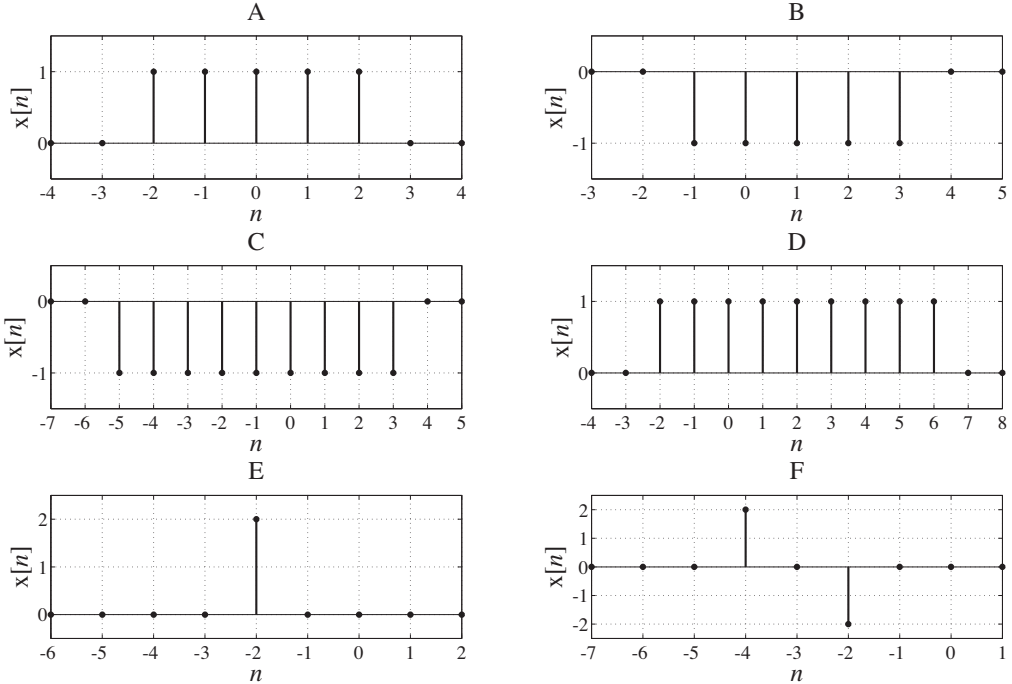 A
x[n]
1
0
-4 -3 -2 -1 0 1 2 3 4
n
B
x[n]
0
-1
-3 -2 -1 0 1 2 3 4 5
n
C
x[n]
0
-1
-7 -6 -5 -4 -3 -2 -1 0 1 2 3 4 5
n
D
x[n]
1
0
-4 -3 -2 -1 0 1 2 3 4 5 6 7 8
n
E
x[n]
2
1
0
-6 -5 -4 -3 -2 -1 0 1 2
n
F
x[n]
2
1
0
-1
-2
-7 -6 -5 -4 -3 -2 -1 0 1
n